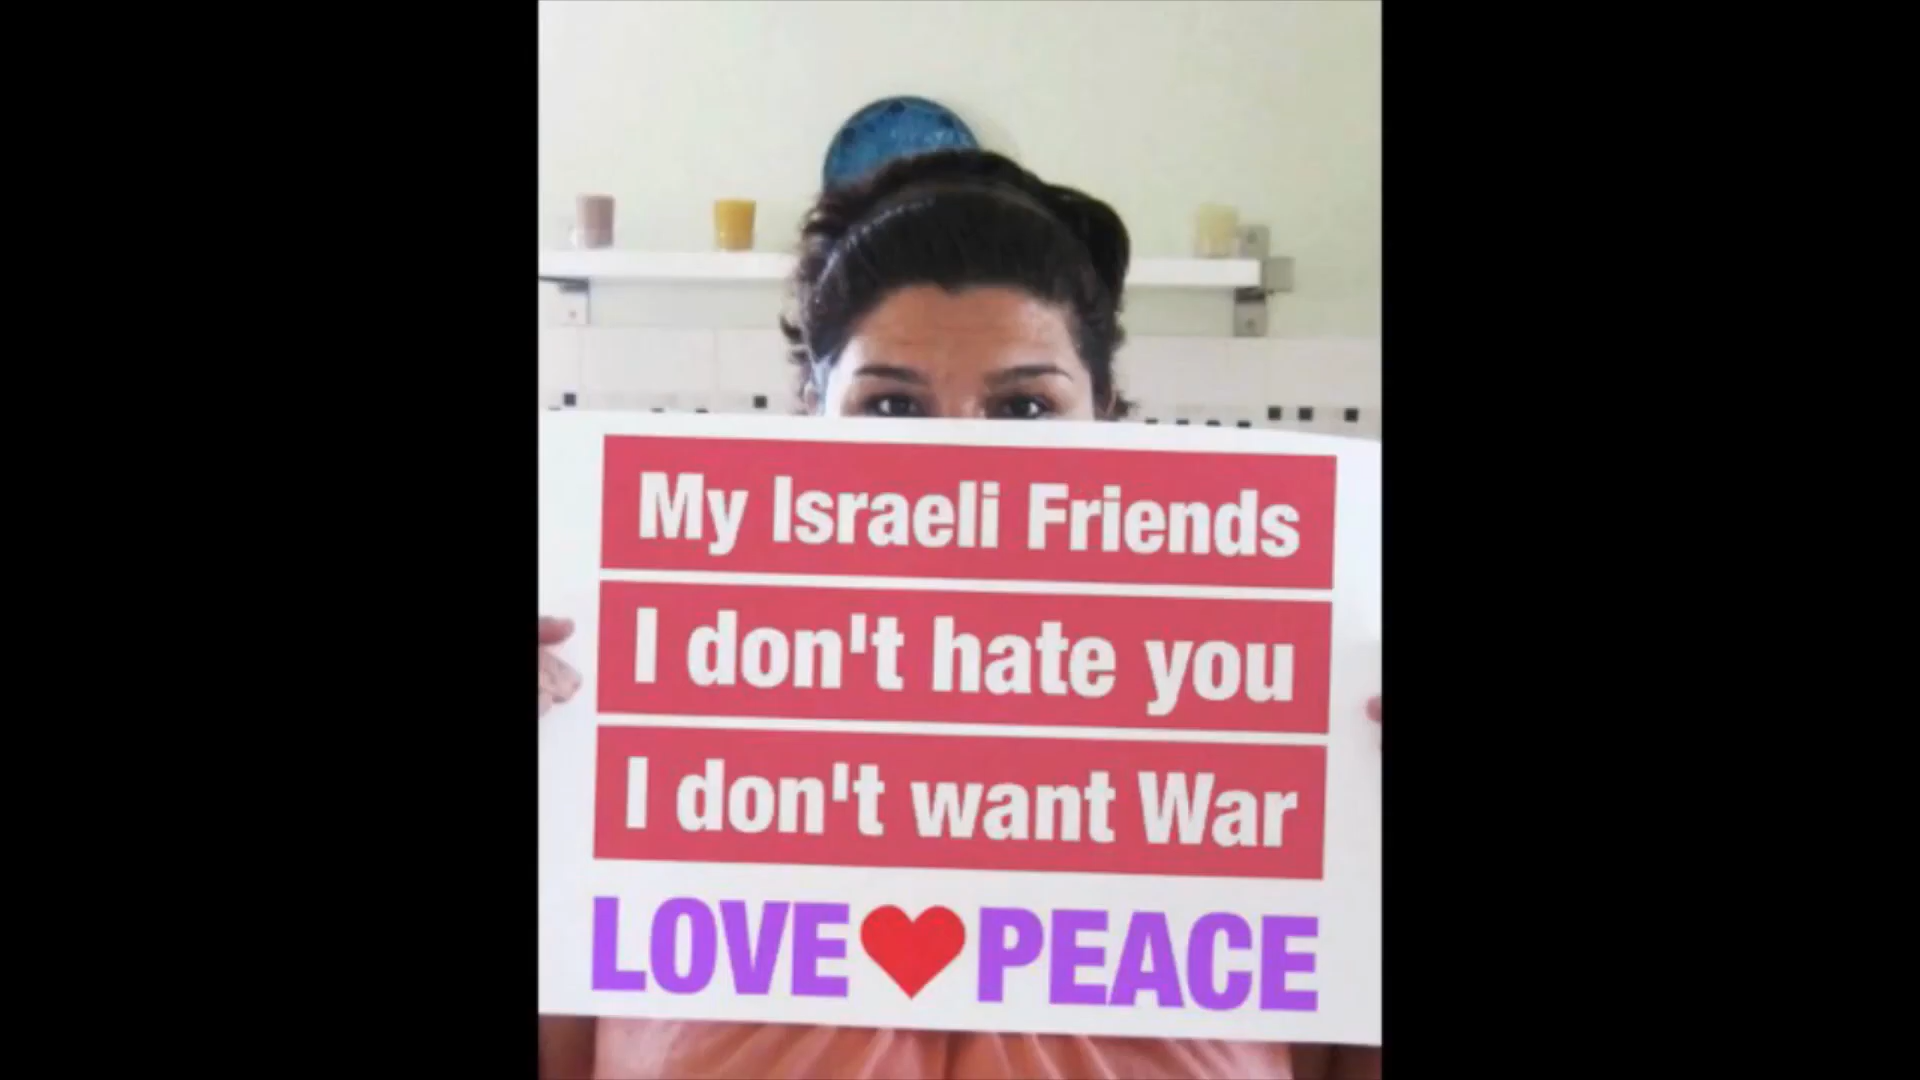 My Israeli Friends
I don't hate you
I don't want War
LOVE PEACE